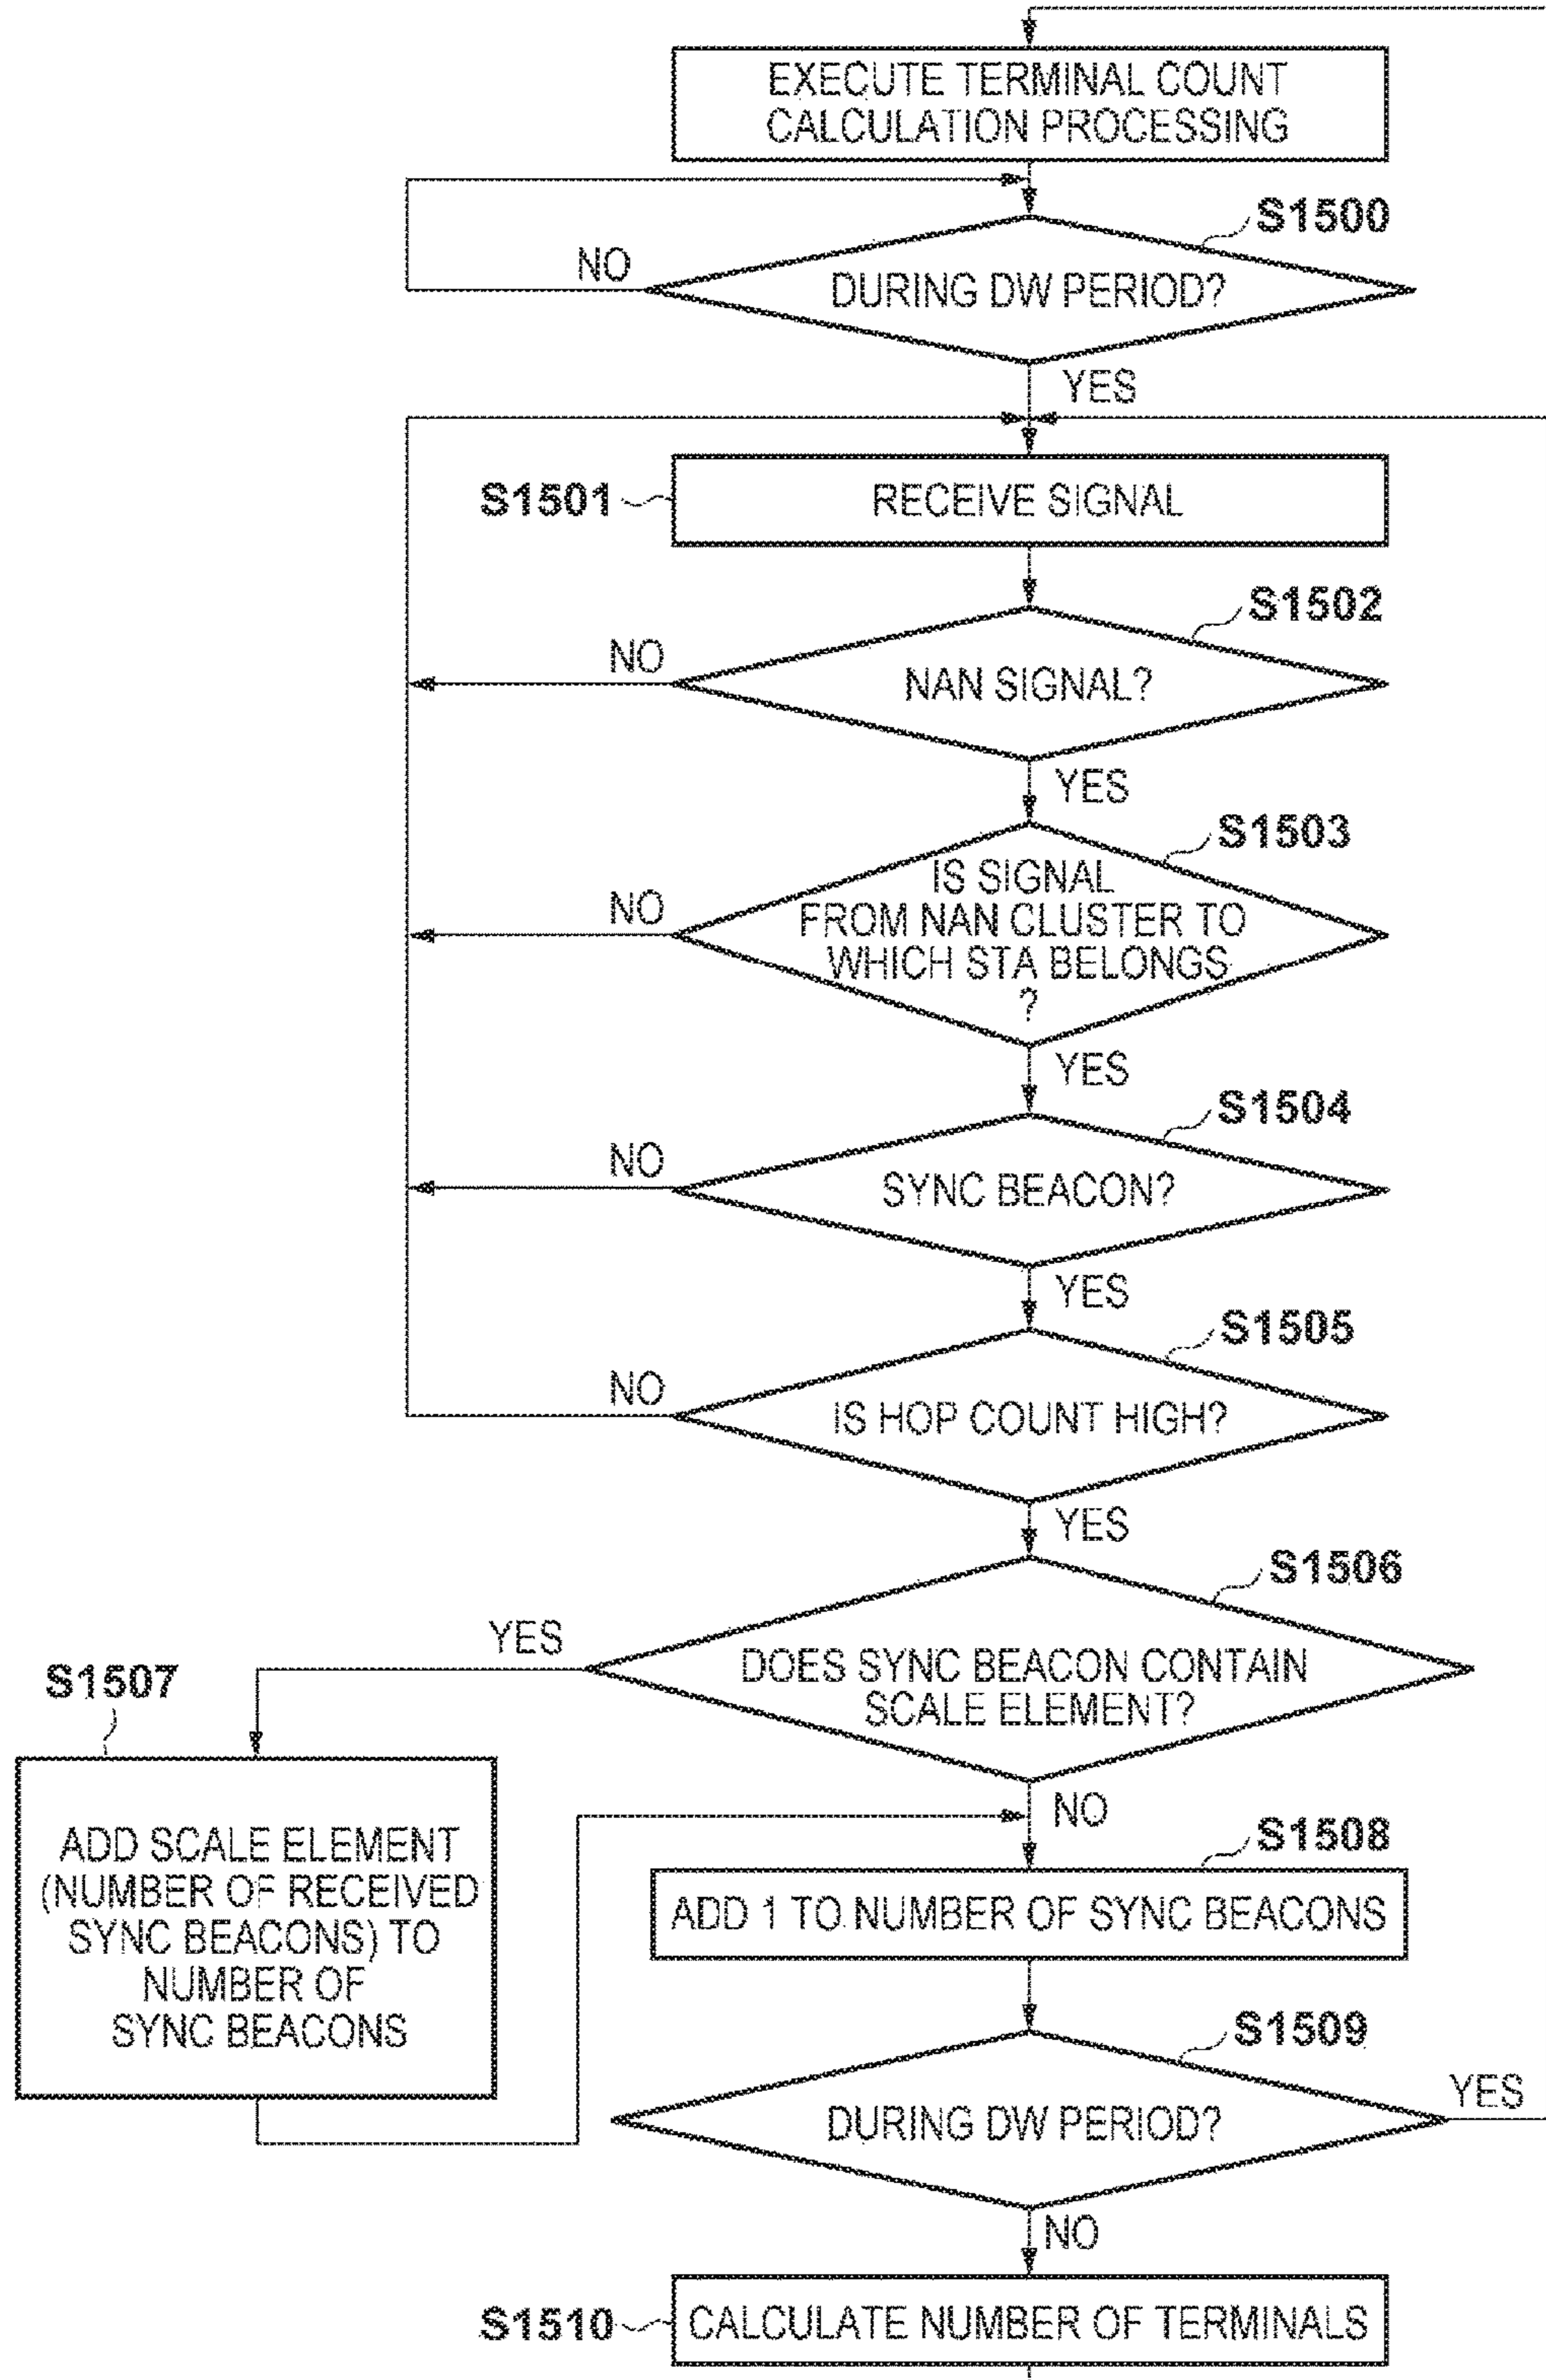 EXECUTE TERMINAL COUNT
CALCULATION PROCESSING
S1500
NO
DURING DW PERIOD?
YES
S1501
RECEIVE SIGNAL
S1502
NO
NAN SIGNAL?
YES
S1503
IS SIGNAL
NO
FROM NAN CLUSTER TO
WHICH STA BELONGS
?
YES
S1504
NO
SYNC BEACON?
YES
S1505
NO
IS HOP COUNT HIGH?
YES
S1506
YES
DOES SYNC BEACON CONTAIN
SCALE ELEMENT?
S1507
NO
ADD SCALE ELEMENT
(NUMBER OF RECEIVED
SYNC BEACONS) TO
NUMBER OF
SYNC BEACONS
S1508
ADD 1 TO NUMBER OF SYNC BEACONS
S1509
YES
DURING DW PERIOD?
NO
S1510
CALCULATE NUMBER OF TERMINALS